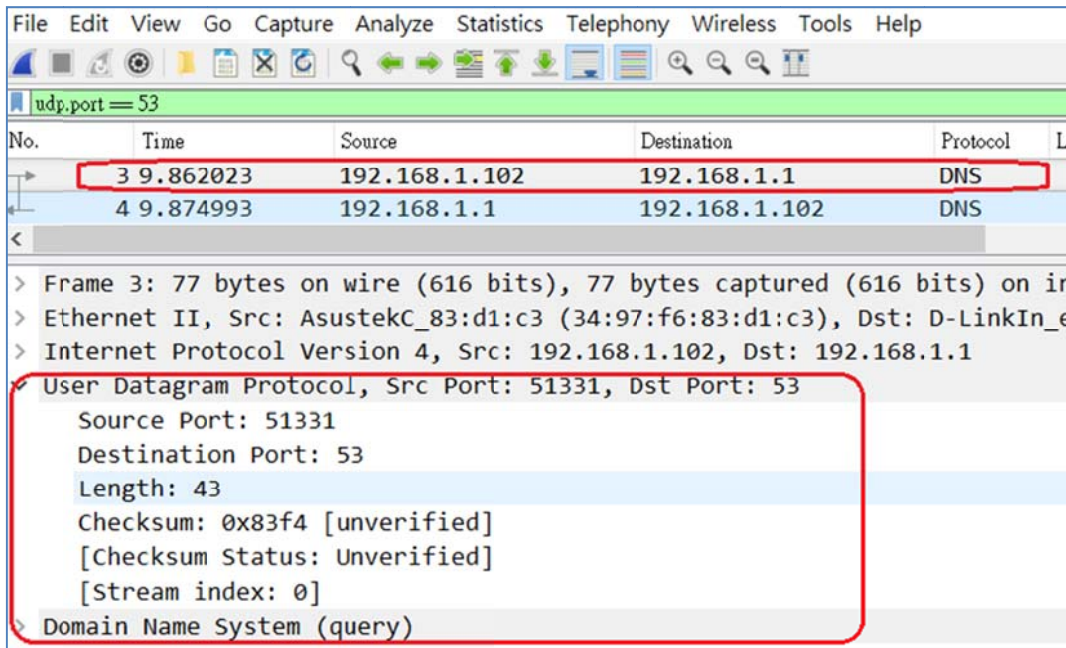 File Edit View Go Capture Analyze Statistics Telephony Wireless Tools Help
udp.port == 53
No. Time Source Destination Protocol L
3 9.862023 192.168.1.102 192.168.1.1 DNS
4 9.874993 192.168.1.1 192.168.1.102 DNS
Frame 3: 77 bytes on wire (616 bits), 77 bytes captured (616 bits) on in
Ethernet II, Src: AsustekC_83:d1:c3 (34:97:f6:83:d1:c3), Dst: D-LinkIn_e
Internet Protocol Version 4, Src: 192.168.1.102, Dst: 192.168.1.1
User Datagram Protocol, Src Port: 51331, Dst Port: 53
Source Port: 51331
Destination Port: 53
Length: 43
Checksum: 0x83f4 [unverified]
[Checksum Status: Unverified]
[Stream index: 0]
Domain Name System (query)